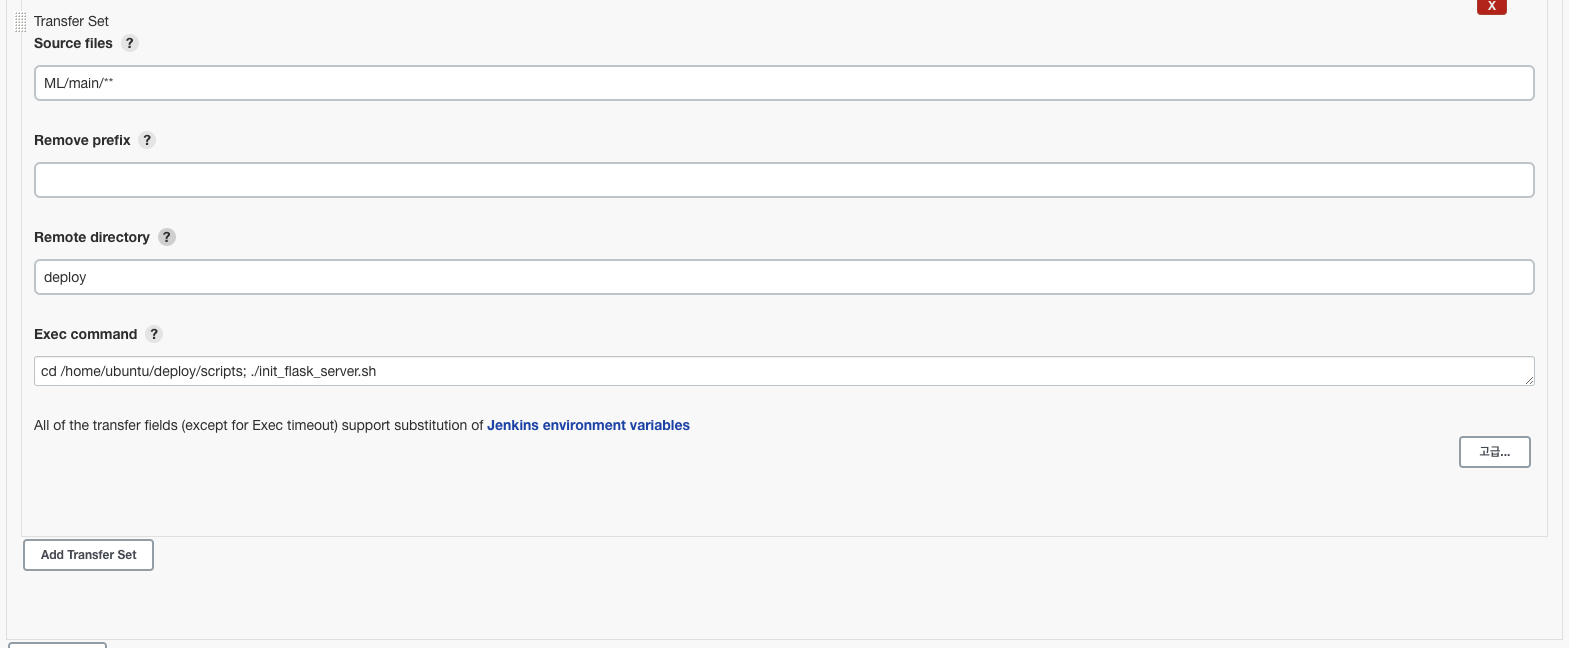 X
Transfer Set
Source files ?
ML/main/**
Remove prefix ?
Remote directory ?
deploy
Exec command ?
cd /home/ubuntu/deploy/scripts; ./init_flask_server.sh
All of the transfer fields (except for Exec timeout) support substitution of Jenkins environment variables
고급...
Add Transfer Set